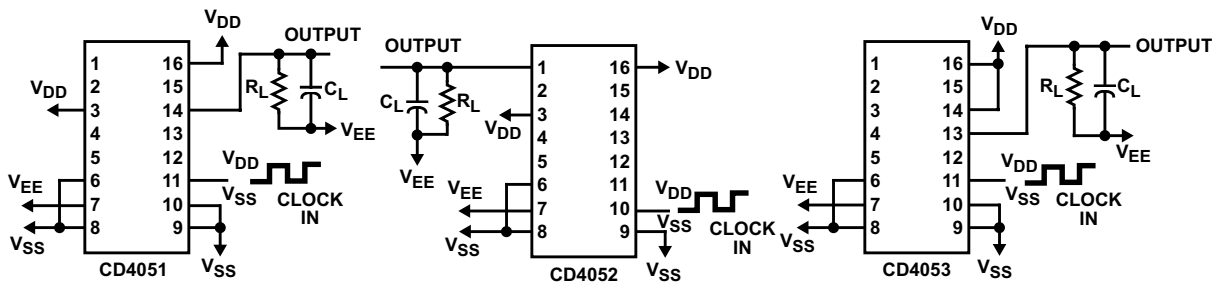 VDD
OUTPUT
1 16
2 15
VDD 3 14 RL CL
4 13 VEE
5 12
6 11 VDD VSS CLOCK IN
VEE 7 10
VSS 8 9
VSS
CD4051
OUTPUT
1 16 VDD
2 15
CL RL
VDD 3 14
4 13
VEE 5 12
6 11
VEE 7 10 VDD VSS CLOCK IN
VSS 8 9
VSS
CD4052
VDD
OUTPUT
1 16
2 15 RL CL
3 14
4 13
5 12 VEE
6 11 VDD VSS CLOCK IN
VEE 7 10
VSS 8 9
VSS
CD4053